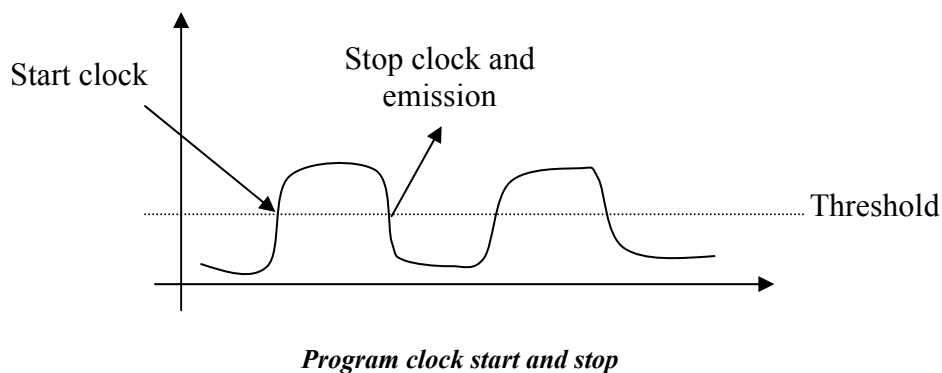 Start clock
Stop clock and
emission
Threshold
Program clock start and stop